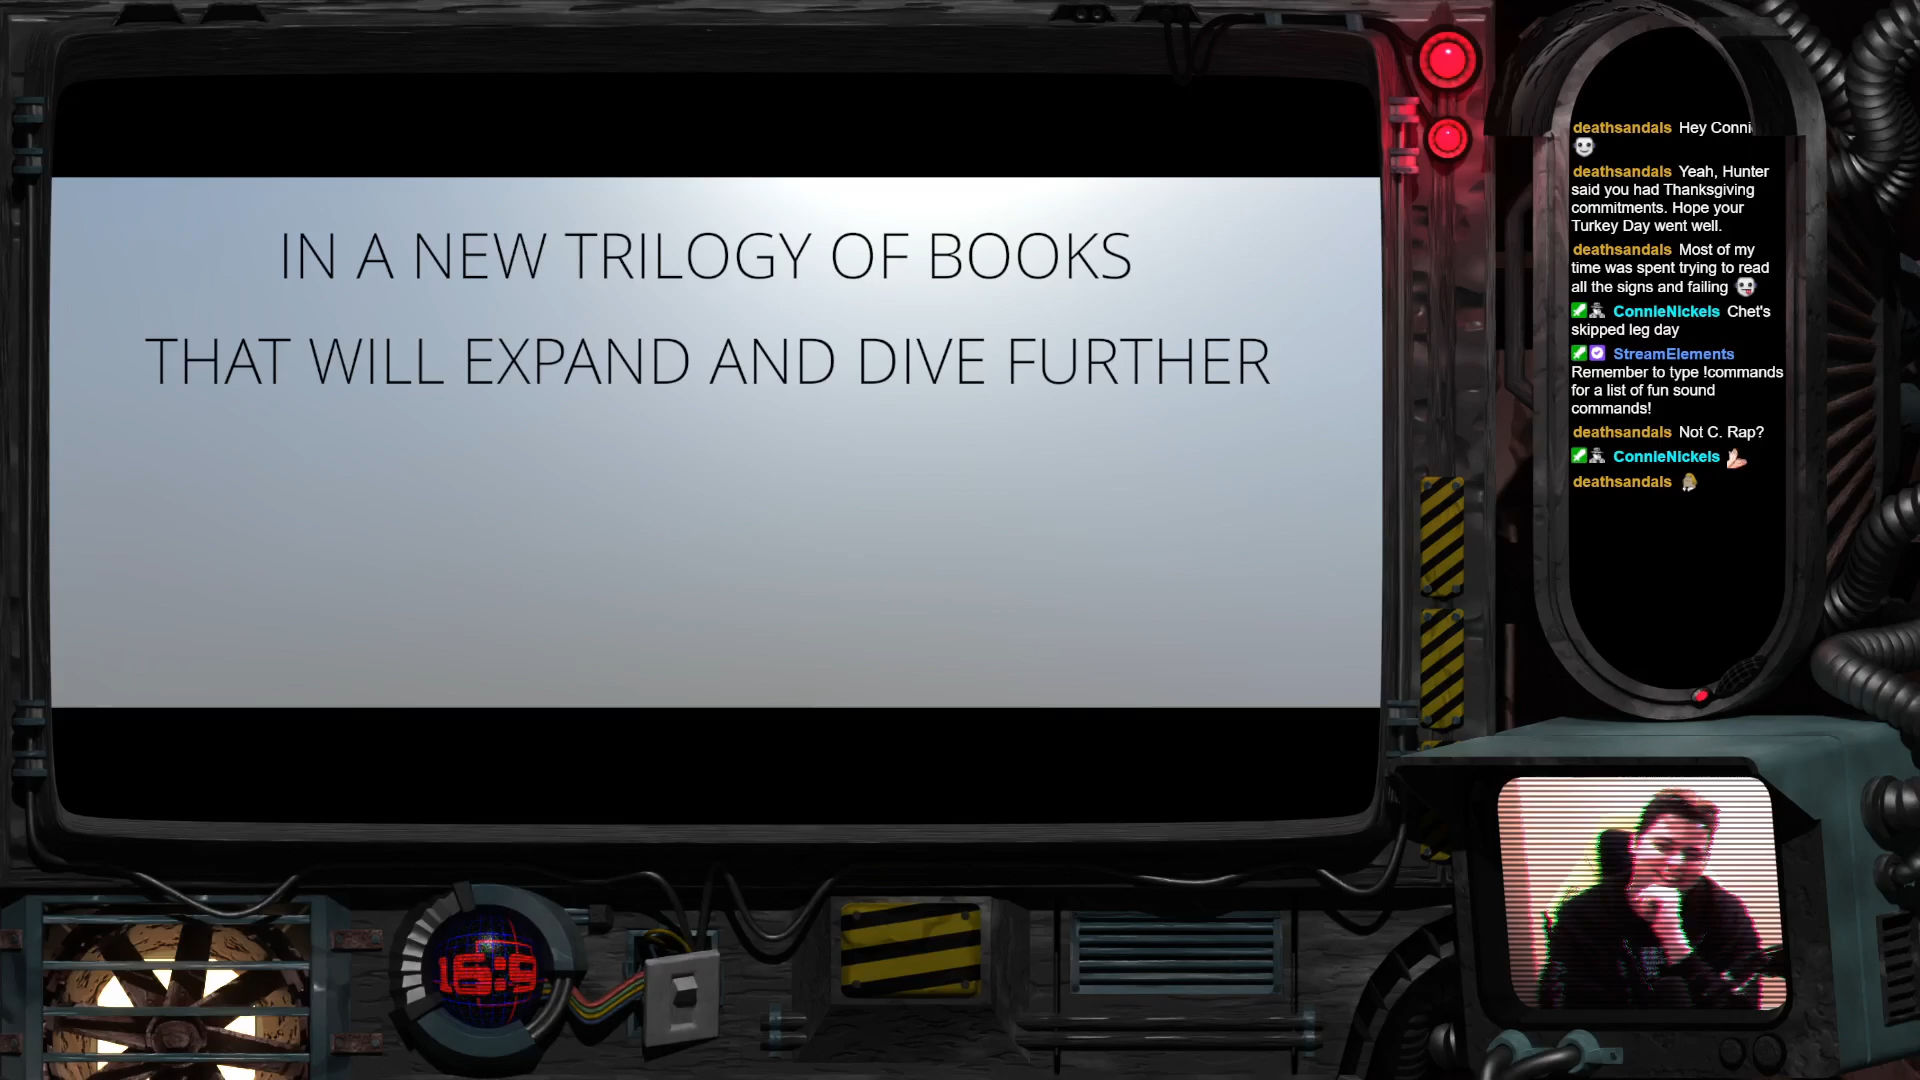 IN A NEW TRILOGY OF BOOKS
THAT WILL EXPAND AND DIVE FURTHER
deathsandals Hey Conni
deathsandals Yeah, Hunter
said you had Thanksgiving
commitments. Hope your
Turkey Day went well.
deathsandals Most of my
time was spent trying to read
all the signs and failing
ConnieNickels Chet's
skipped leg day
StreamElements
Remember to type !commands
for a list of fun sound
commands!
deathsandals Not C. Rap?
ConnieNickels
deathsandals
16:9